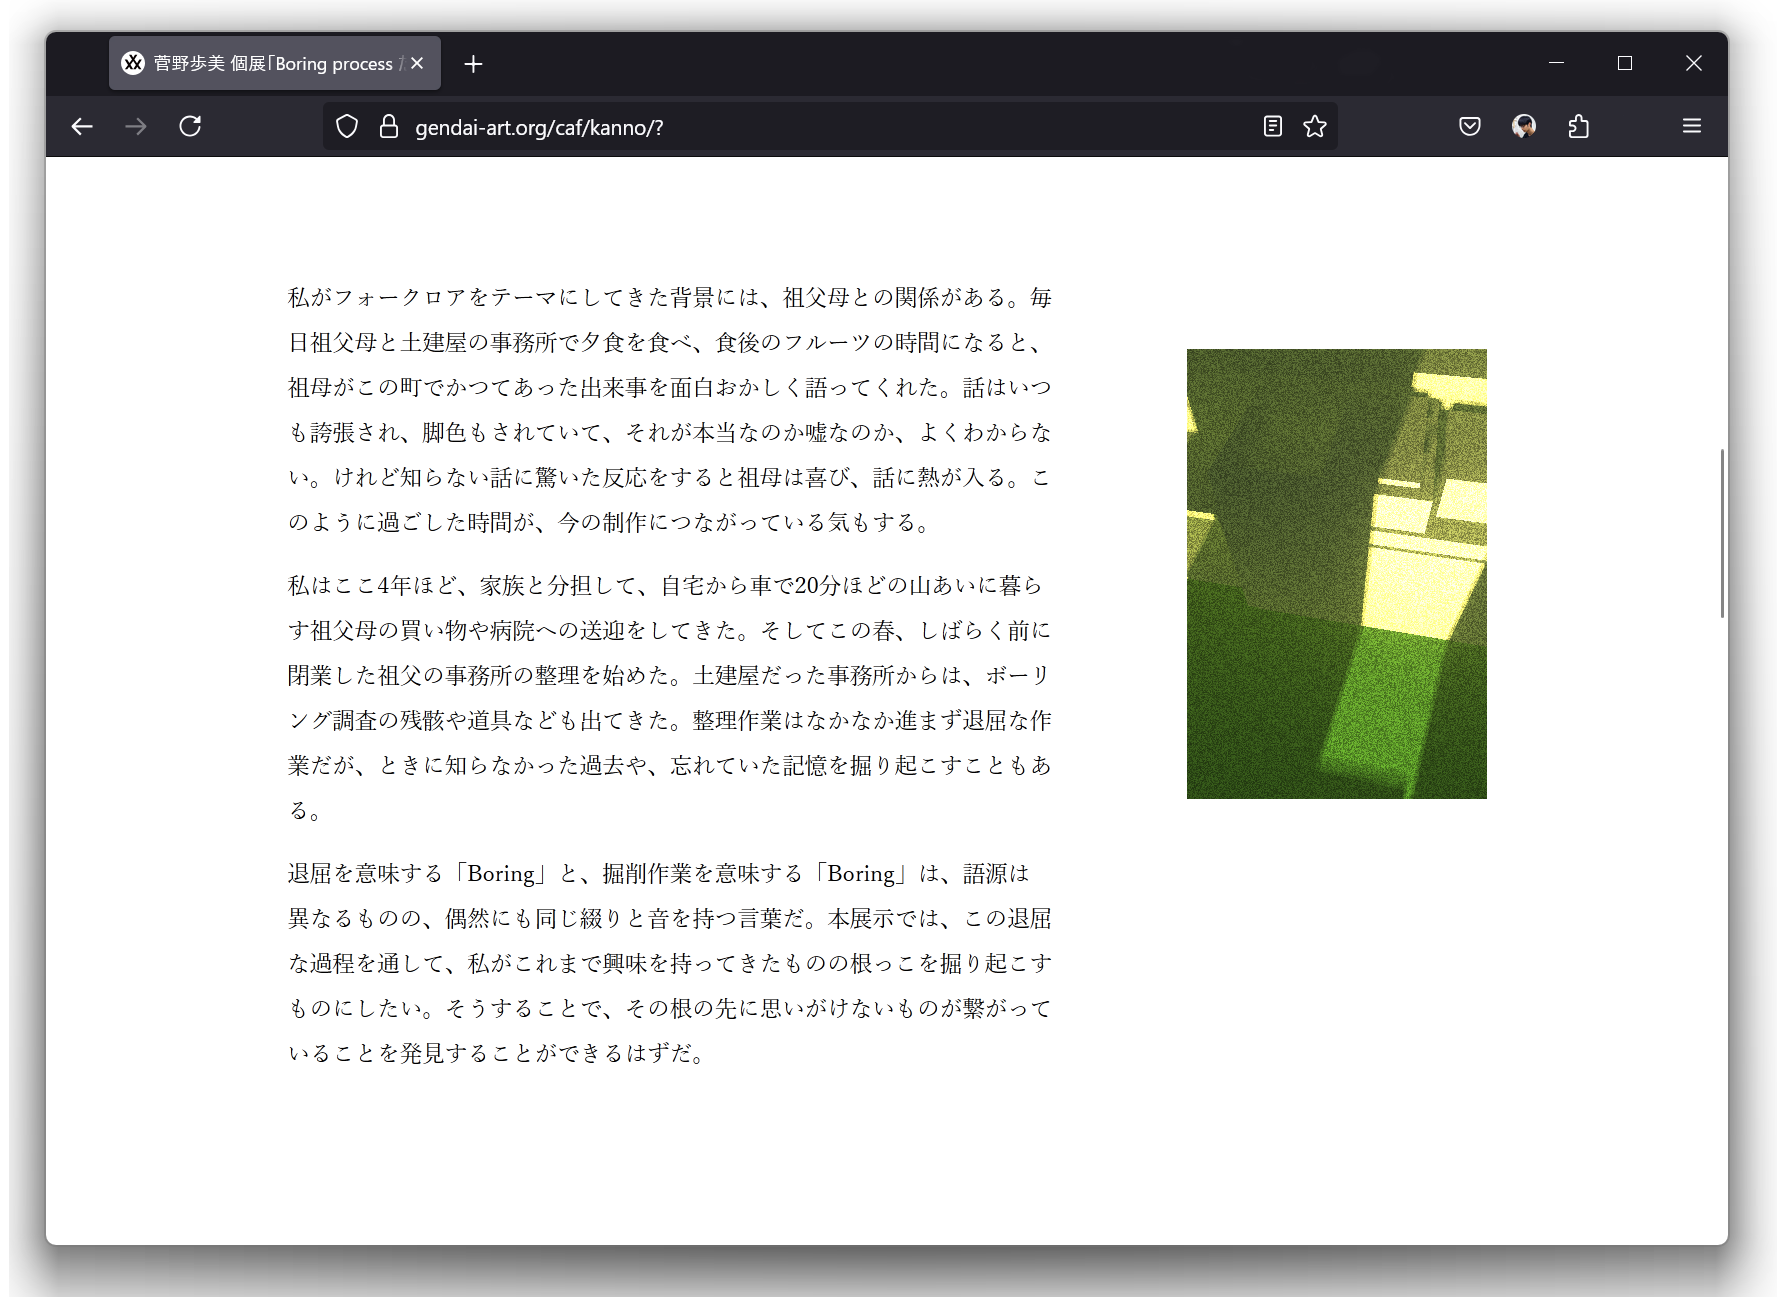 菅野歩美 個展「Boring process
gendai-art.org/caf/kanno/?
私がフォークロアをテーマにしてきた背景には、祖父母との関係がある。毎
日祖父母と土建屋の事務所で夕食を食べ、食後のフルーツの時間になると、
祖母がこの町でかつてあった出来事を面白おかしく語ってくれた。話はいつ
も誇張され、脚色もされていて、それが本当なのか嘘なのか、よくわからな
い。けれど知らない話に驚いた反応をすると祖母は喜び、話に熱が入る。こ
のように過ごした時間が、今の制作につながっている気もする。
私はここ4年ほど、家族と分担して、自宅から車で20分ほどの山あいに暮ら
す祖父母の買い物や病院への送迎をしてきた。そしてこの春、しばらく前に
閉業した祖父の事務所の整理を始めた。土建屋だった事務所からは、ボーリ
ング調査の残骸や道具なども出てきた。整理作業はなかなか進まず退屈な作
業だが、ときに知らなかった過去や、忘れていた記憶を掘り起こすこともあ
る。
退屈を意味する「Boring」と、掘削作業を意味する「Boring」は、語源は
異なるものの、偶然にも同じ綴りと音を持つ言葉だ。本展示では、この退屈
な過程を通して、私がこれまで興味を持ってきたものの根っこを掘り起こす
ものにしたい。そうすることで、その根の先に思いがけないものが繋がって
いることを発見することができるはずだ。